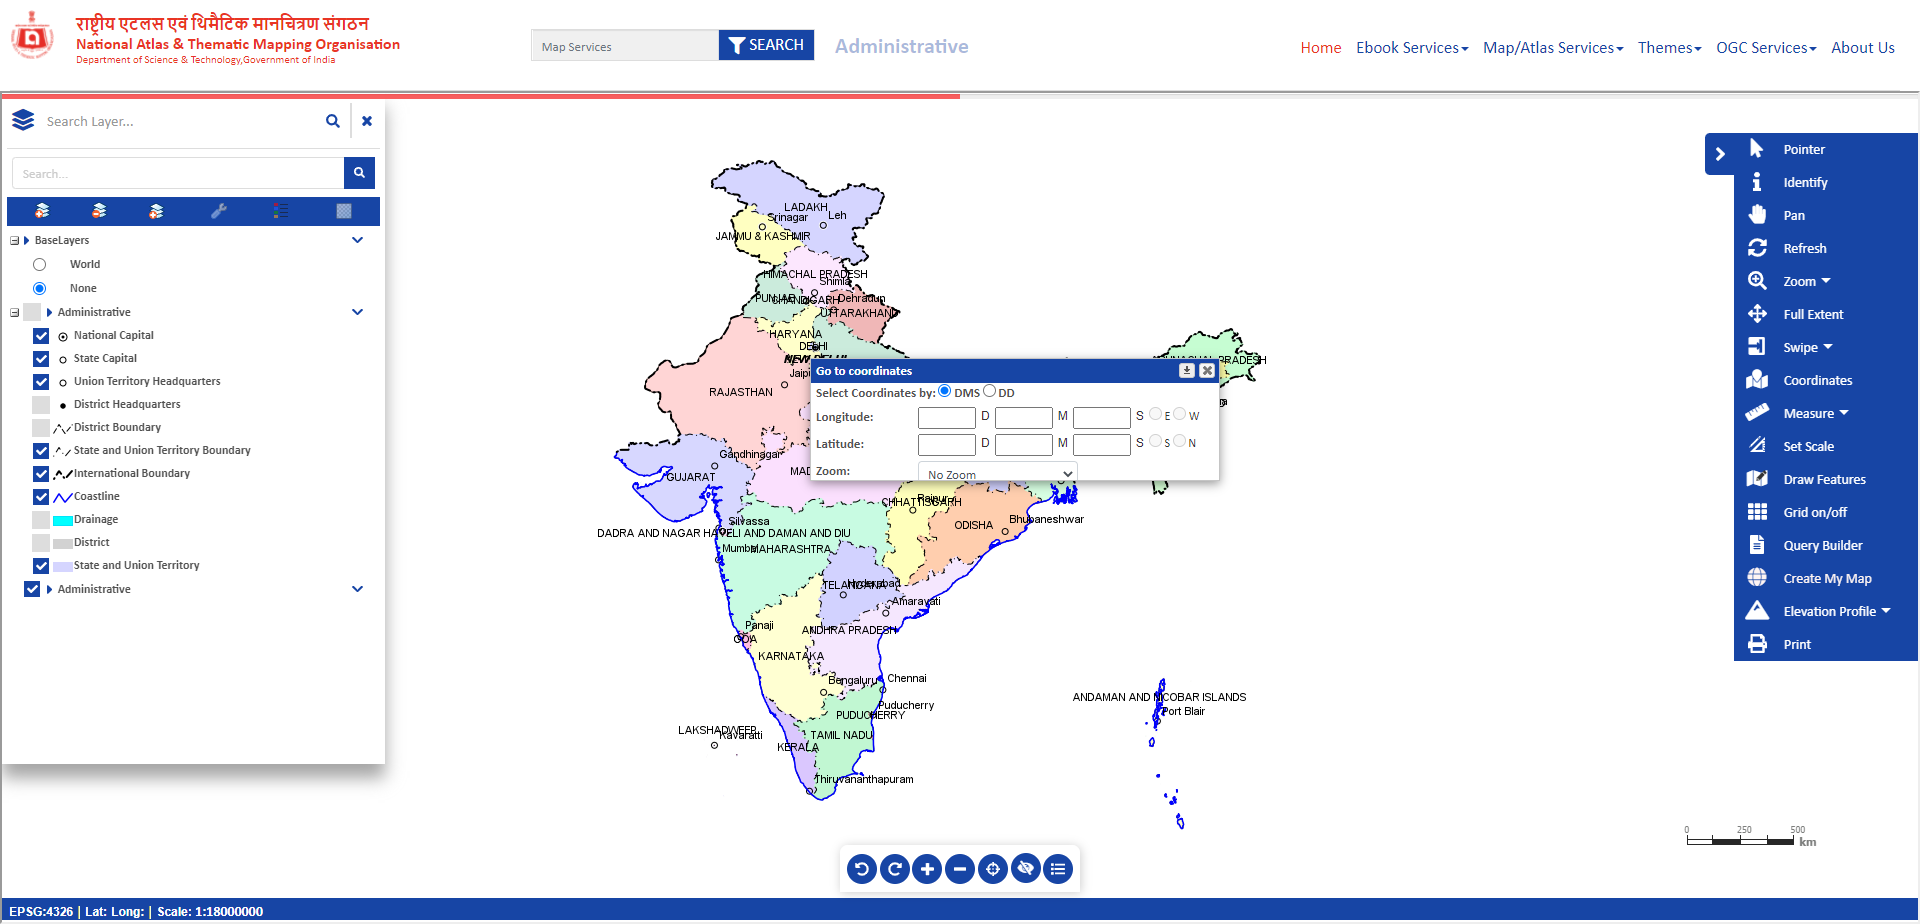 राष्ट्रीय एटलस एवं थिमैटिक मानचित्रण संगठन
National Atlas & Thematic Mapping Organisation
Department of Science & Technology,Government of India
Map Services
SEARCH
Administrative
Home
Ebook Services
Map/Atlas Services
Themes
OGC Services
About Us
Search Layer...
Search...
BaseLayers
World
None
Administrative
National Capital
State Capital
Union Territory Headquarters
District Headquarters
District Boundary
State and Union Territory Boundary
International Boundary
Coastline
Drainage
District
State and Union Territory
Administrative
LADAKH
Srinagar
Leh
JAMMU & KASHMIR
HIMACHAL PRADESH
Shimla
PUNJAB
CHANDIGARH
Dehradun
UTTARAKHAND
HARYANA
DELHI
NEW DELHI
RAJASTHAN
Gandhinagar
GUJARAT
Raipur
CHHATTISGARH
ODISHA
Bhubaneshwar
Silvassa
DADRA AND NAGAR HAVELI AND DAMAN AND DIU
Mumbai
MAHARASHTRA
TELANGANA
Hyderabad
Amaravati
Panaji
GOA
ANDHRA PRADESH
KARNATAKA
Bengaluru
Chennai
Puducherry
PUDUCHERRY
LAKSHADWEEP
Kavaratti
TAMIL NADU
KERALA
Thiruvananthapuram
ANDAMAN AND NICOBAR ISLANDS
Port Blair
Go to coordinates
Select Coordinates by: DMS DD
Longitude: D M S E W
Latitude: D M S S N
Zoom: No Zoom
Pointer
Identify
Pan
Refresh
Zoom
Full Extent
Swipe
Coordinates
Measure
Set Scale
Draw Features
Grid on/off
Query Builder
Create My Map
Elevation Profile
Print
0 250 500
km
EPSG:4326 | Lat: Long: | Scale: 1:18000000